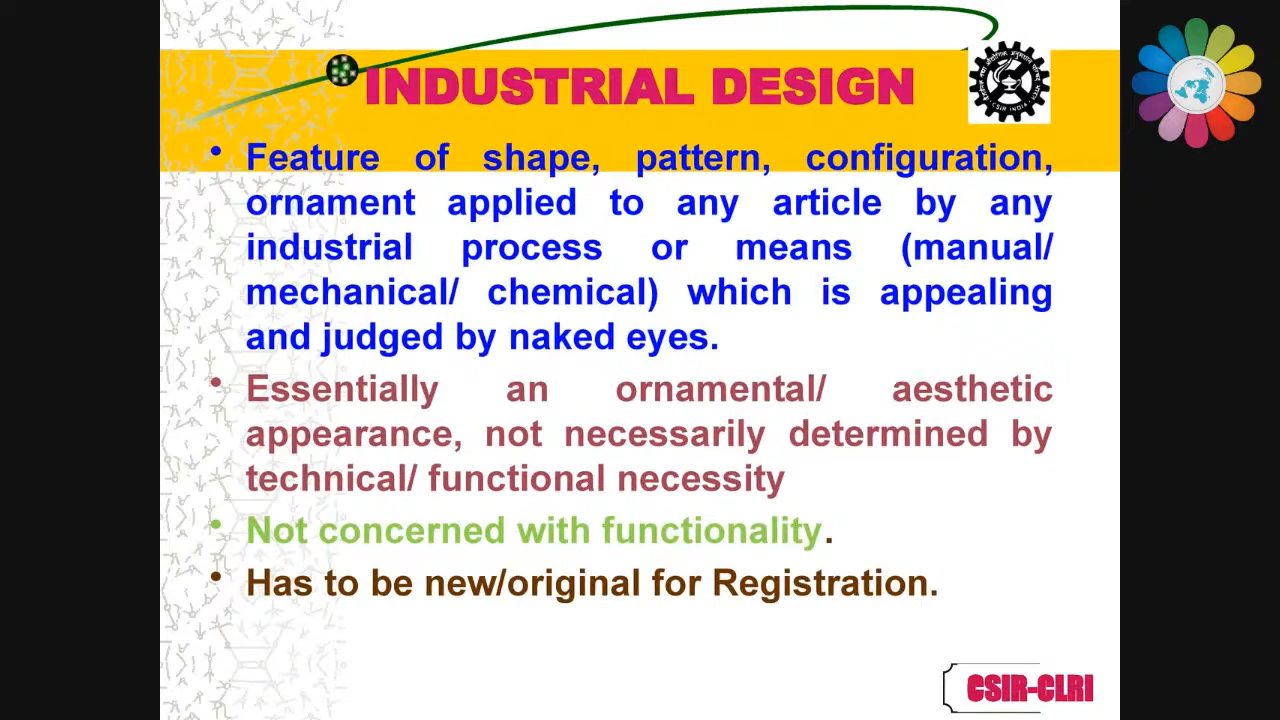 INDUSTRIAL DESIGN
CSIR INDIA
• Feature of shape, pattern, configuration,
ornament applied to any article by any
industrial process or means (manual/
mechanical/ chemical) which is appealing
and judged by naked eyes.
• Essentially an ornamental/ aesthetic
appearance, not necessarily determined by
technical/ functional necessity
• Not concerned with functionality.
• Has to be new/original for Registration.
CSIR-CLRI